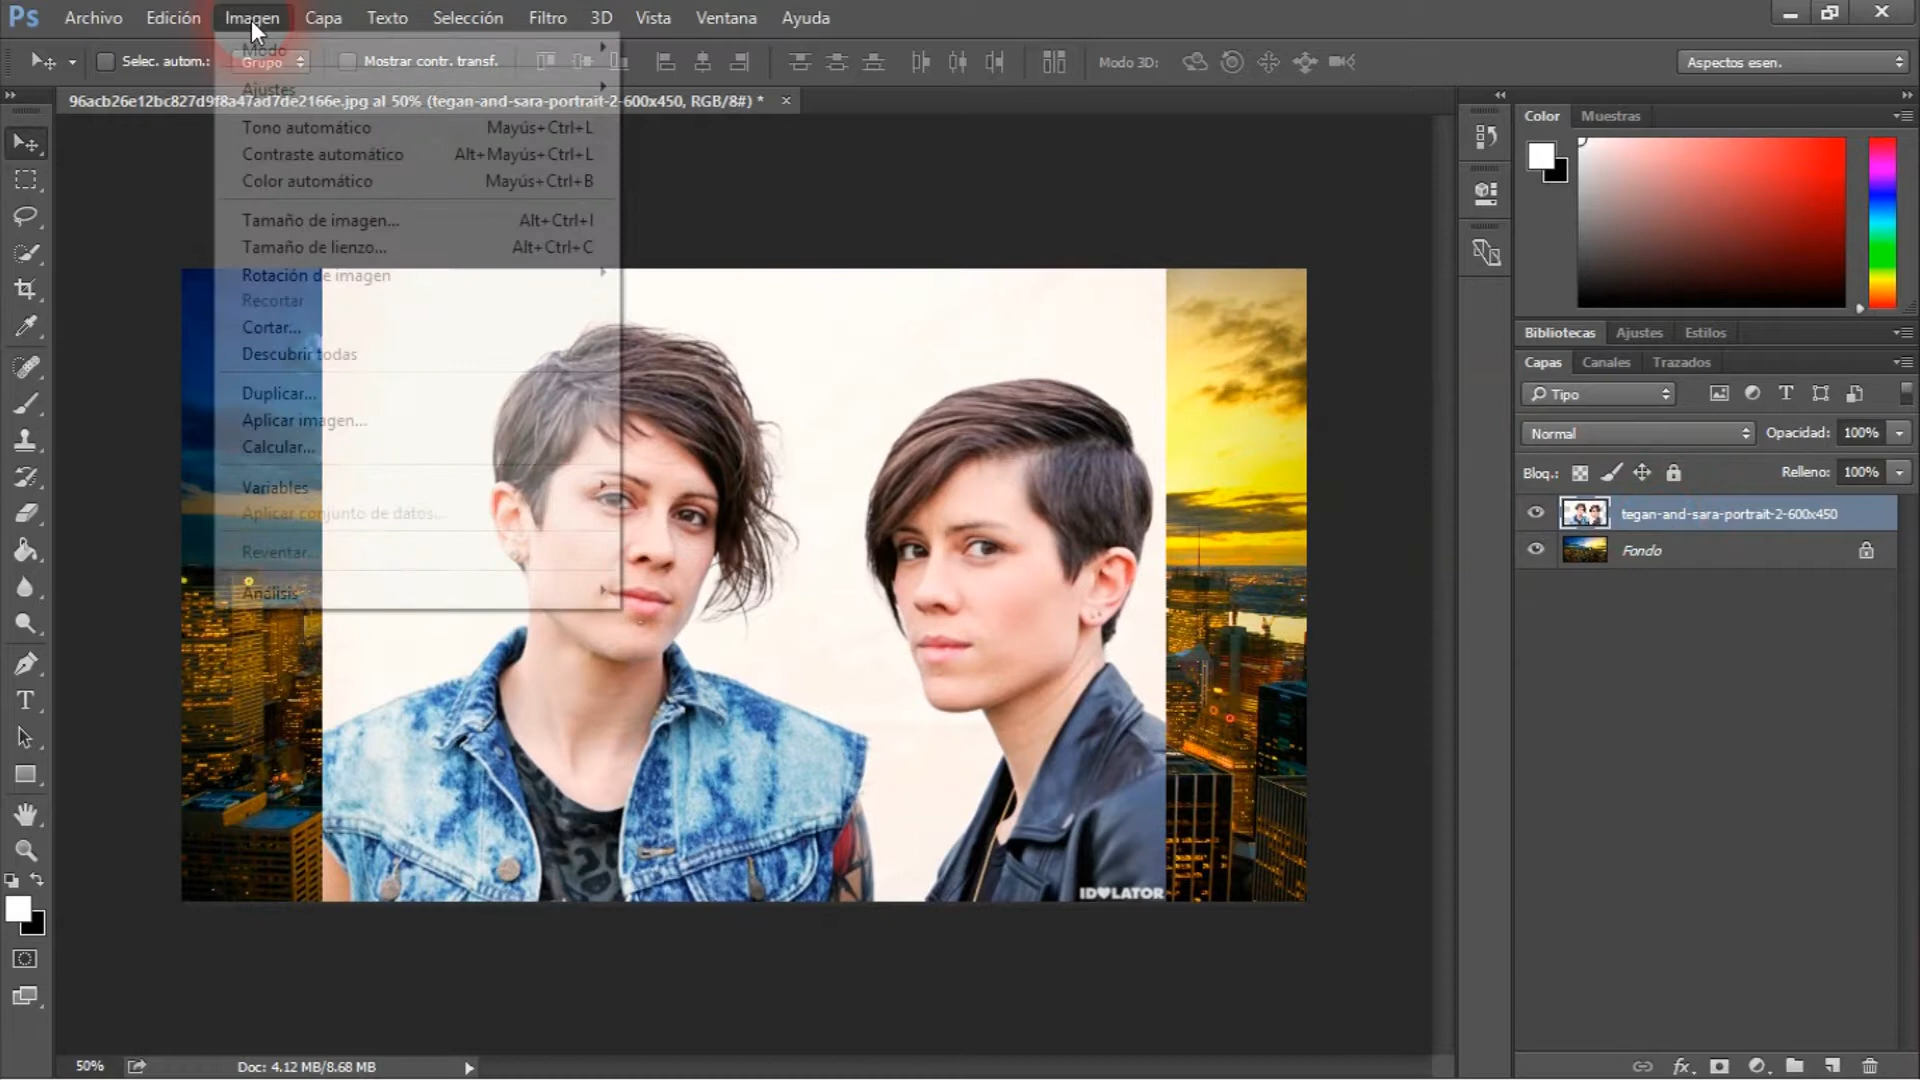 Ps Archivo Edición Imagen Capa Texto Selección Filtro 3D Vista Ventana Ayuda
Selec. autom.: Grupo Mostrar contr. transf. Modo 3D: Aspectos esen.
96acb26e12bc827d9f8a47ad7de2166e.jpg al 50% (tegan-and-sara-portrait-2-600x450, RGB/8#) * ×
Modo
Ajustes
Tono automático Mayús+Ctrl+L
Contraste automático Alt+Mayús+Ctrl+L
Color automático Mayús+Ctrl+B
Tamaño de imagen... Alt+Ctrl+I
Tamaño de lienzo... Alt+Ctrl+C
Rotación de imagen
Recortar
Cortar...
Descubrir todas
Duplicar...
Aplicar imagen...
Calcular...
Variables
Aplicar conjunto de datos...
Reventar...
Análisis
IDOLATOR
Color Muestras
Bibliotecas Ajustes Estilos
Capas Canales Trazados
Tipo
Normal Opacidad: 100%
Bloq.: Relleno: 100%
tegan-and-sara-portrait-2-600x450
Fondo
50% Doc: 4.12 MB/8.68 MB
fx